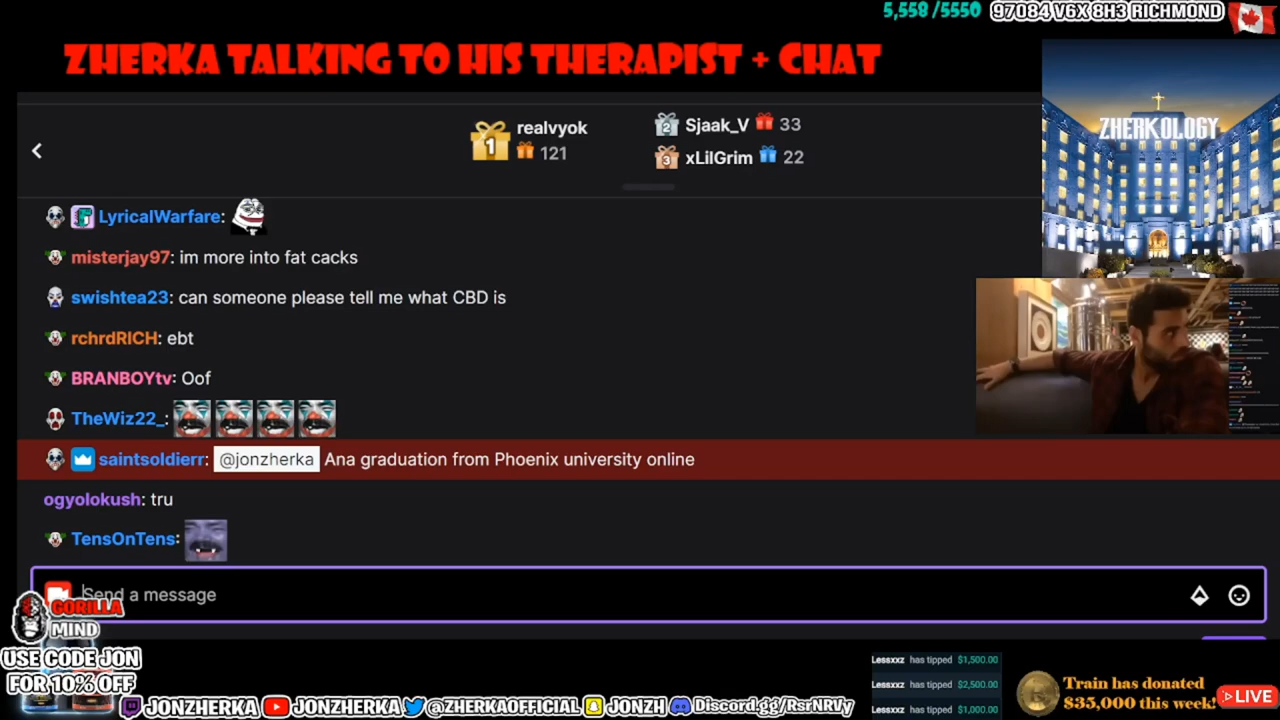 5,558 /5550
97084 V6X 8H3 RICHMOND
ZHERKA TALKING TO HIS THERAPIST + CHAT
ZHERKOLOGY
1 realvyok
121
2 Sjaak_V 33
3 xLilGrim 22
LyricalWarfare:
misterjay97: im more into fat cacks
swishtea23: can someone please tell me what CBD is
rchrdRICH: ebt
BRANBOYtv: Oof
TheWiz22_:
saintsoldierr: @jonzherka Ana graduation from Phoenix university online
ogyolokush: tru
TensOnTens:
Send a message
GORILLA
MIND
USE CODE JON
FOR 10% OFF
JONZHERKA JONZHERKA @ZHERKAOFFICIAL JONZH Discord.gg/RsrNRVy
Lessxxz has tipped $1,500.00
Lessxxz has tipped $2,500.00
Lessxxz has tipped $1,000.00
Train has donated
$35,000 this week!
LIVE